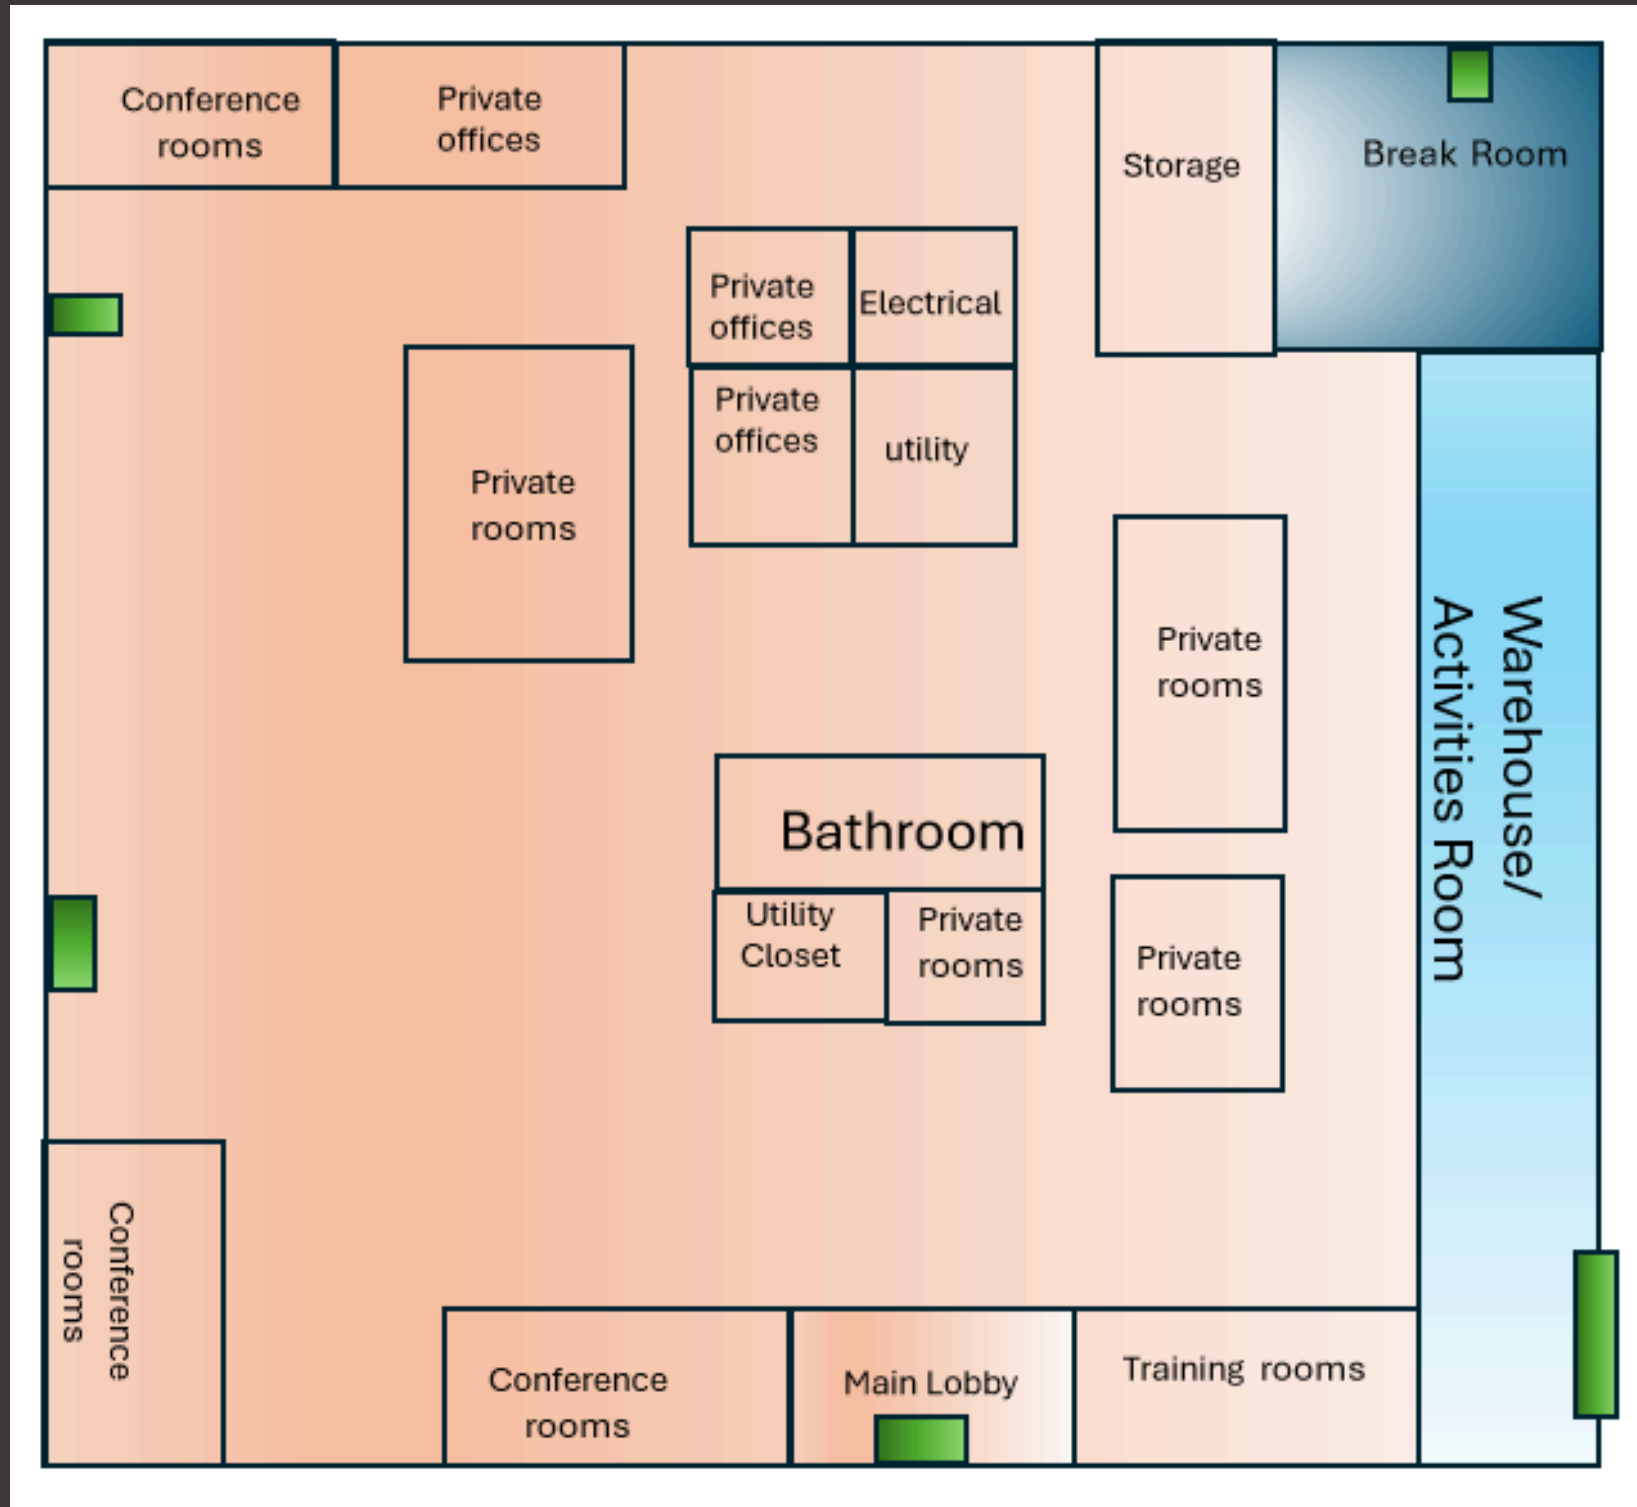 Conference
rooms
Private
offices
Storage
Break Room
Private
offices
Electrical
Private
offices
utility
Private
rooms
Private
rooms
Warehouse/
Activities Room
Bathroom
Utility
Closet
Private
rooms
Private
rooms
Conference
rooms
Conference
rooms
Main Lobby
Training rooms